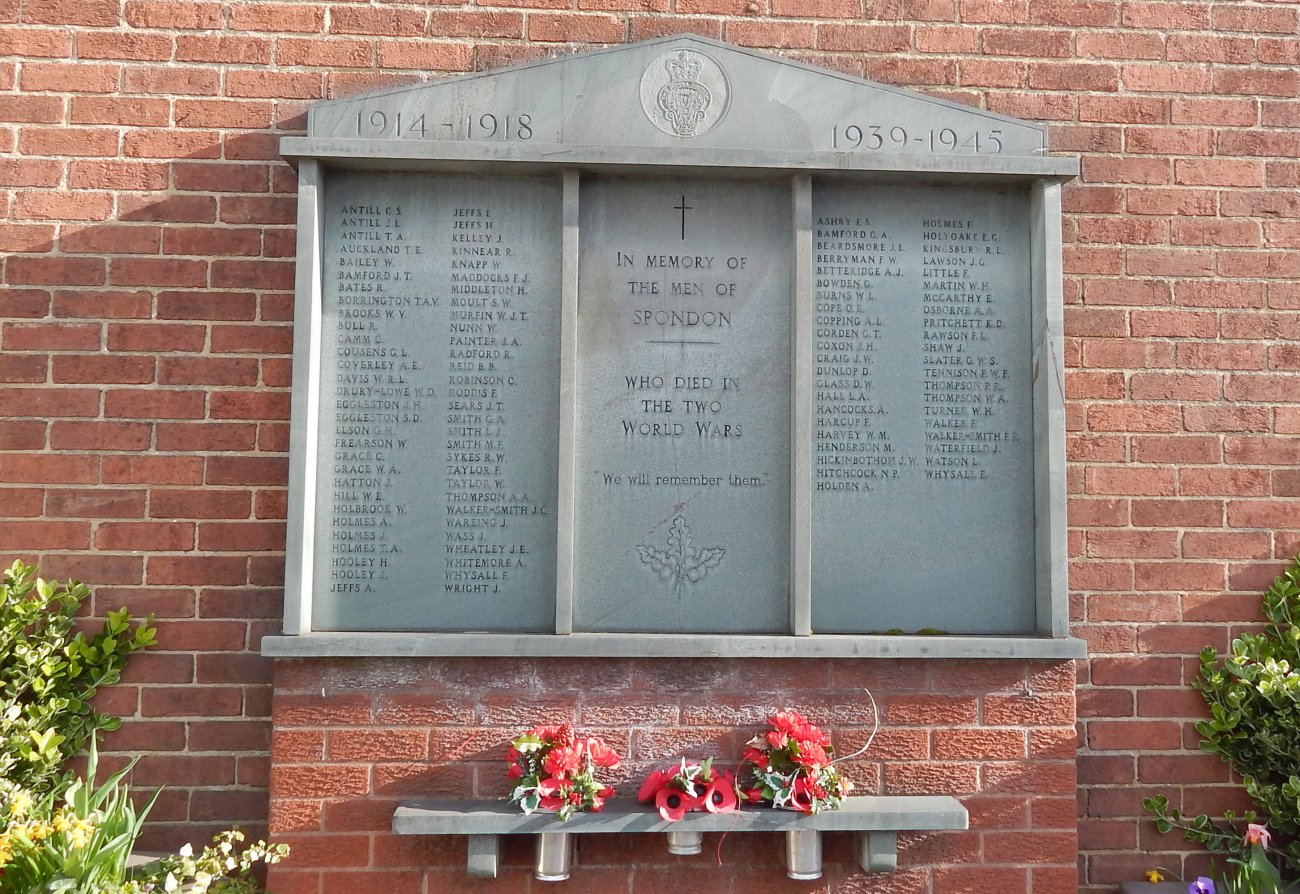 1914-1918
1939-1945
ANTILL C.S.
ANTILL J.L.
ANTILL T.A.
AUCKLAND T.E.
BAILEY W.
BAMFORD J.T.
BATES R.
BORRINGTON T.A.V.
BROOKS W.V.
BULL R.
CAMM C.
COUSENS G.L.
COVERLEY A.E.
DAVIS W.R.L.
DRURY-LOWE W.D.
EGGLESTON J.H.
EGGLESTON S.D.
ELSON G.H.
FREARSON W.
GRACE C.
GRACE W.A.
HATTON J.
HILL W.E.
HOLBROOK W.
HOLMES A.
HOLMES J.
HOLMES T.A.
HOOLEY H.
HOOLEY J.
JEFFS A.
JEFFS E.
JEFFS H.
KELLEY J.
KINNEAR R.
KNAPP W.
MADDOCKS F.J.
MIDDLETON H.
MOULT S.W.
MURFIN W.J.T.
NUNN W.
PAINTER J.A.
RADFORD R.
REID B.B.
ROBINSON C.
RODDIS F.
SEARS J.T.
SMITH G.A.
SMITH L.J.
SMITH M.F.
SYKES R.W.
TAYLOR F.
TAYLOR W.
THOMPSON A.A.
WALKER-SMITH J.C.
WAREING J.
WASS J.
WHEATLEY J.E.
WHITEMORE A.
WHYSALL F.
WRIGHT J.
IN MEMORY OF
THE MEN OF
SPONDON
WHO DIED IN
THE TWO
WORLD WARS
"We will remember them."
ASHBY F.S.
BAMFORD G.A.
BEARDSMORE J.L.
BERRYMAN F.W.
BETTERIDGE A.J.
BOWDEN G.
BURNS W.L.
COPE O.E.
COPPING A.L.
CORDEN G.T.
COXON J.H.
CRAIG J.W.
DUNLOP D.
GLASS D.W.
HALL L.A.
HANCOCKS A.
HARCUP E.
HARVEY W.M.
HENDERSON M.
HICKINBOTHOM J.W.
HITCHCOCK N.P.
HOLDEN A.
HOLMES F.
HOLYOAKE E.G.
KINGSBURY R.L.
LAWSON J.G.
LITTLE F.
MARTIN W.H.
McCARTHY E.
OSBORNE A.A.
PRITCHETT K.D.
RAWSON F.L.
SHAW J.
SLATER G.W.S.
TENNISON F.W.F.
THOMPSON P.R.
THOMPSON W.A.
TURNER W.H.
WALKER F.
WALKER-SMITH F.P.
WATERFIELD J.
WATSON L.
WHYSALL E.